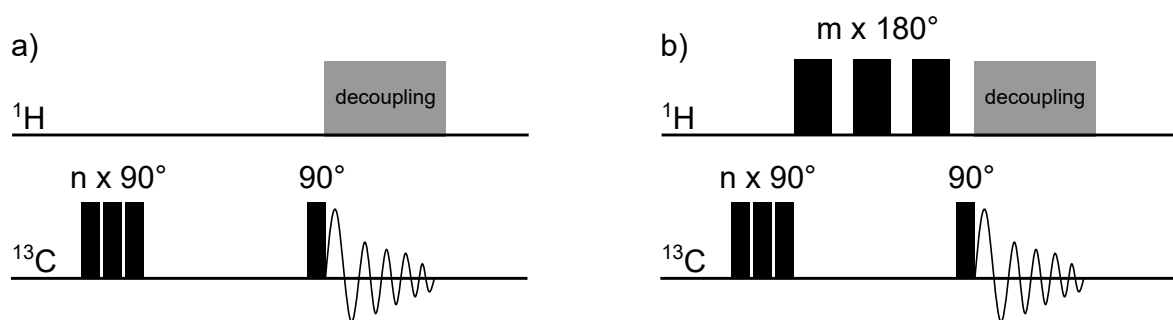 a)
decoupling
¹H
n x 90°
90°
¹³C
b)
m x 180°
decoupling
¹H
n x 90°
90°
¹³C